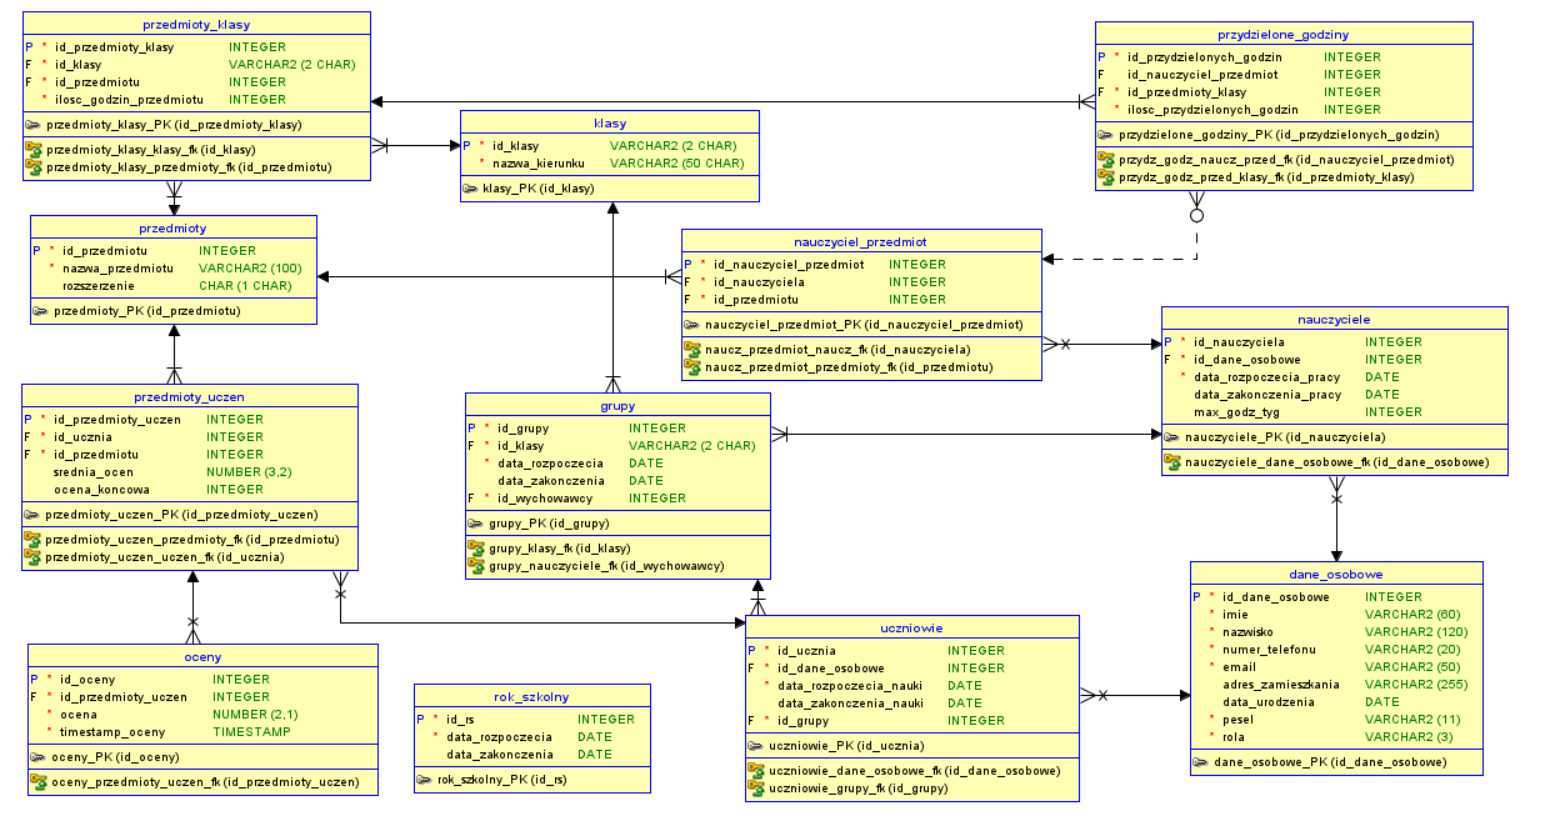 przedmioty_klasy
P * id_przedmioty_klasy INTEGER
F * id_klasy VARCHAR2 (2 CHAR)
F * id_przedmiotu INTEGER
* ilosc_godzin_przedmiotu INTEGER
przedmioty_klasy_PK (id_przedmioty_klasy)
przedmioty_klasy_klasy_fk (id_klasy)
przedmioty_klasy_przedmioty_fk (id_przedmiotu)
klasy
P * id_klasy VARCHAR2 (2 CHAR)
* nazwa_kierunku VARCHAR2 (50 CHAR)
klasy_PK (id_klasy)
przydzielone_godziny
P * id_przydzielonych_godzin INTEGER
F id_nauczyciel_przedmiot INTEGER
F * id_przedmioty_klasy INTEGER
* ilosc_przydzielonych_godzin INTEGER
przydzielone_godziny_PK (id_przydzielonych_godzin)
przydz_godz_naucz_przed_fk (id_nauczyciel_przedmiot)
przydz_godz_przed_klasy_fk (id_przedmioty_klasy)
przedmioty
P * id_przedmiotu INTEGER
* nazwa_przedmiotu VARCHAR2 (100)
rozszerzenie CHAR (1 CHAR)
przedmioty_PK (id_przedmiotu)
nauczyciel_przedmiot
P * id_nauczyciel_przedmiot INTEGER
F * id_nauczyciela INTEGER
F * id_przedmiotu INTEGER
nauczyciel_przedmiot_PK (id_nauczyciel_przedmiot)
naucz_przedmiot_naucz_fk (id_nauczyciela)
naucz_przedmiot_przedmioty_fk (id_przedmiotu)
nauczyciele
P * id_nauczyciela INTEGER
F * id_dane_osobowe INTEGER
* data_rozpoczecia_pracy DATE
data_zakonczenia_pracy DATE
max_godz_tyg INTEGER
nauczyciele_PK (id_nauczyciela)
nauczyciele_dane_osobowe_fk (id_dane_osobowe)
przedmioty_uczen
P * id_przedmioty_uczen INTEGER
F * id_ucznia INTEGER
F * id_przedmiotu INTEGER
srednia_ocen NUMBER (3,2)
ocena_koncowa INTEGER
przedmioty_uczen_PK (id_przedmioty_uczen)
przedmioty_uczen_przedmioty_fk (id_przedmiotu)
przedmioty_uczen_uczen_fk (id_ucznia)
grupy
P * id_grupy INTEGER
F * id_klasy VARCHAR2 (2 CHAR)
* data_rozpoczecia DATE
data_zakonczenia DATE
F * id_wychowawcy INTEGER
grupy_PK (id_grupy)
grupy_klasy_fk (id_klasy)
grupy_nauczyciele_fk (id_wychowawcy)
dane_osobowe
P * id_dane_osobowe INTEGER
* imie VARCHAR2 (60)
* nazwisko VARCHAR2 (120)
* numer_telefonu VARCHAR2 (20)
* email VARCHAR2 (50)
* adres_zamieszkania VARCHAR2 (255)
data_urodzenia DATE
* pesel VARCHAR2 (11)
* rola VARCHAR2 (3)
dane_osobowe_PK (id_dane_osobowe)
oceny
P * id_oceny INTEGER
F * id_przedmioty_uczen INTEGER
* ocena NUMBER (2,1)
* timestamp_oceny TIMESTAMP
oceny_PK (id_oceny)
oceny_przedmioty_uczen_fk (id_przedmioty_uczen)
rok_szkolny
P * id_rs INTEGER
* data_rozpoczecia DATE
data_zakonczenia DATE
rok_szkolny_PK (id_rs)
uczniowie
P * id_ucznia INTEGER
F * id_dane_osobowe INTEGER
* data_rozpoczecia_nauki DATE
data_zakonczenia_nauki DATE
F * id_grupy INTEGER
uczniowie_PK (id_ucznia)
uczniowie_dane_osobowe_fk (id_dane_osobowe)
uczniowie_grupy_fk (id_grupy)